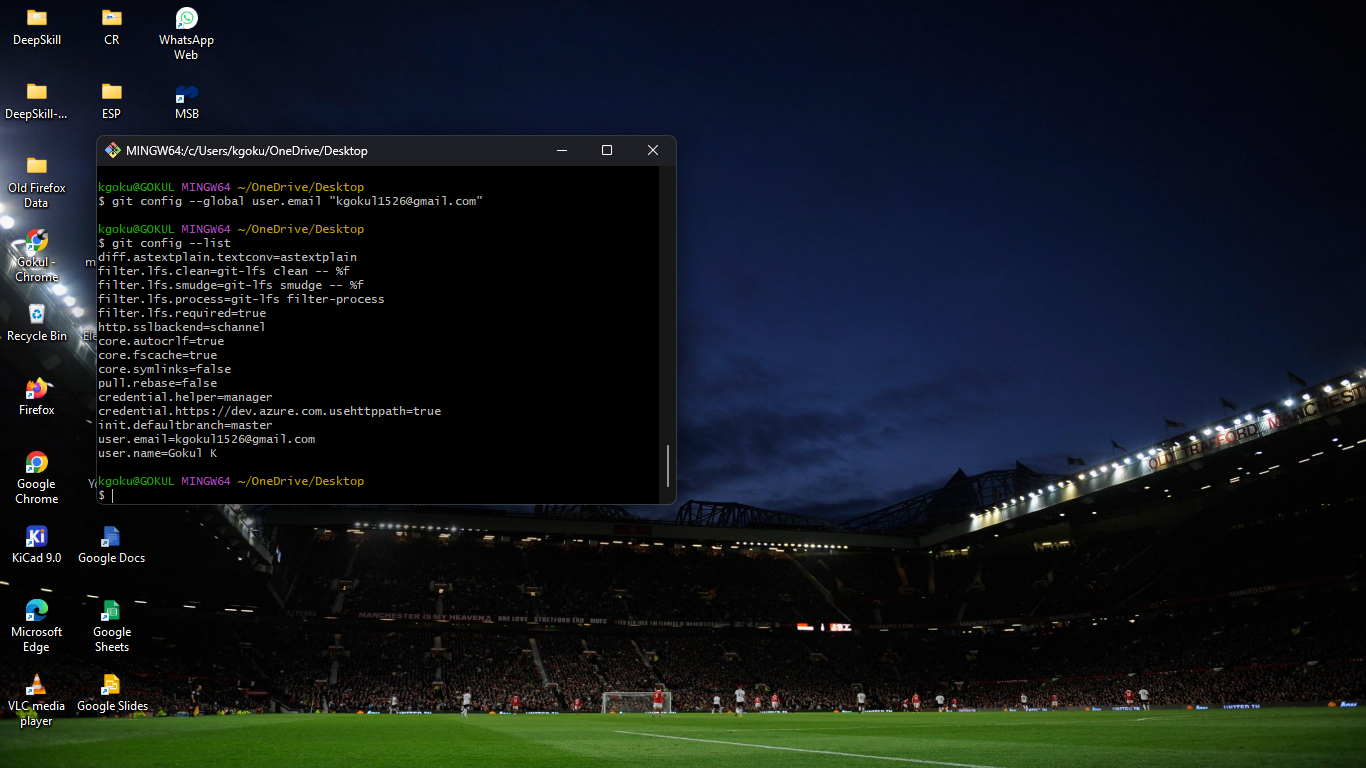 DeepSkill
CR
WhatsApp
Web
DeepSkill-...
ESP
MSB
Old Firefox
Data
Gokul -
Chrome
Recycle Bin
Firefox
Google
Chrome
KiCad 9.0
Google Docs
Microsoft
Edge
Google
Sheets
VLC media
player
Google Slides
MINGW64:/c/Users/kgoku/OneDrive/Desktop
kgoku@GOKUL MINGW64 ~/OneDrive/Desktop
$ git config --global user.email "kgokul1526@gmail.com"
kgoku@GOKUL MINGW64 ~/OneDrive/Desktop
$ git config --list
diff.astextplain.textconv=astextplain
filter.lfs.clean=git-lfs clean -- %f
filter.lfs.smudge=git-lfs smudge -- %f
filter.lfs.process=git-lfs filter-process
filter.lfs.required=true
http.sslbackend=schannel
core.autocrlf=true
core.fscache=true
core.symlinks=false
pull.rebase=false
credential.helper=manager
credential.https://dev.azure.com.usehttppath=true
init.defaultbranch=master
user.email=kgokul1526@gmail.com
user.name=Gokul K
kgoku@GOKUL MINGW64 ~/OneDrive/Desktop
$
OLD TRAFFORD MANCHESTER
MANCHESTER IS MY HEAVEN
ONE LOVE STRETFORD END